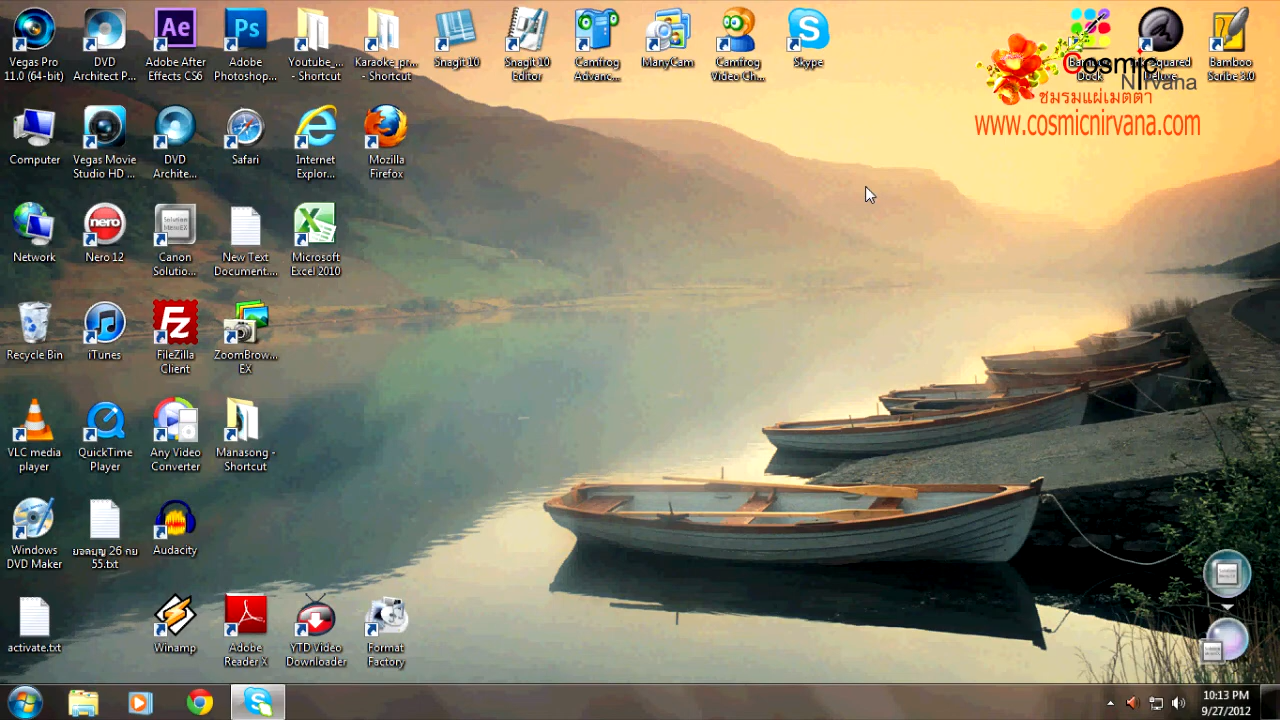 Vegas Pro
11.0 (64-bit)
DVD
Architect P...
Adobe After
Effects CS6
Adobe
Photoshop...
Youtube_...
- Shortcut
Karaoke_pr...
- Shortcut
Snagit 10
Snagit 10
Editor
Camfrog
Advanc...
ManyCam
Camfrog
Video Ch...
Skype
Bamboo
Dock
Deluxe
Bamboo
Scribe 3.0
Cosmic
Nirvana
ชมรมแผ่เมตตา
www.cosmicnirvana.com
Computer
Vegas Movie
Studio HD ...
DVD
Archite...
Safari
Internet
Explor...
Mozilla
Firefox
Network
nero
Nero 12
Canon
Solutio...
New Text
Document....
Microsoft
Excel 2010
Recycle Bin
iTunes
FileZilla
Client
ZoomBrow...
EX
VLC media
player
QuickTime
Player
Any Video
Converter
Manasong -
Shortcut
Windows
DVD Maker
ยอดบุญ 26 กย
55.txt
Audacity
activate.txt
Winamp
Adobe
Reader X
YTD Video
Downloader
Format
Factory
10:13 PM
9/27/2012